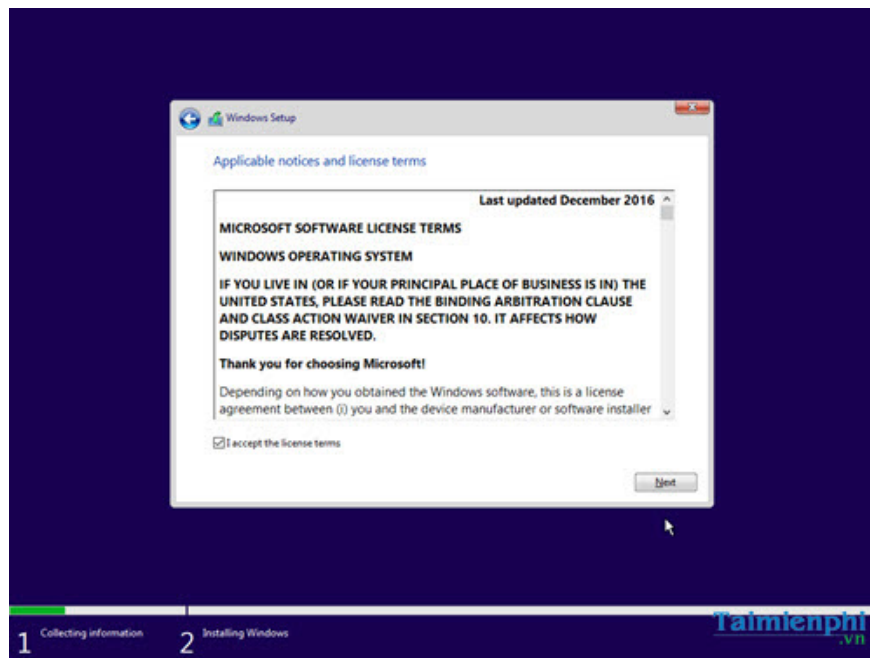 Windows Setup
Applicable notices and license terms
Last updated December 2016
MICROSOFT SOFTWARE LICENSE TERMS
WINDOWS OPERATING SYSTEM
IF YOU LIVE IN (OR IF YOUR PRINCIPAL PLACE OF BUSINESS IS IN) THE
UNITED STATES, PLEASE READ THE BINDING ARBITRATION CLAUSE
AND CLASS ACTION WAIVER IN SECTION 10. IT AFFECTS HOW
DISPUTES ARE RESOLVED.
Thank you for choosing Microsoft!
Depending on how you obtained the Windows software, this is a license
agreement between (i) you and the device manufacturer or software installer
I accept the license terms
Next
1 Collecting information
2 Installing Windows
Taimienphi
.vn